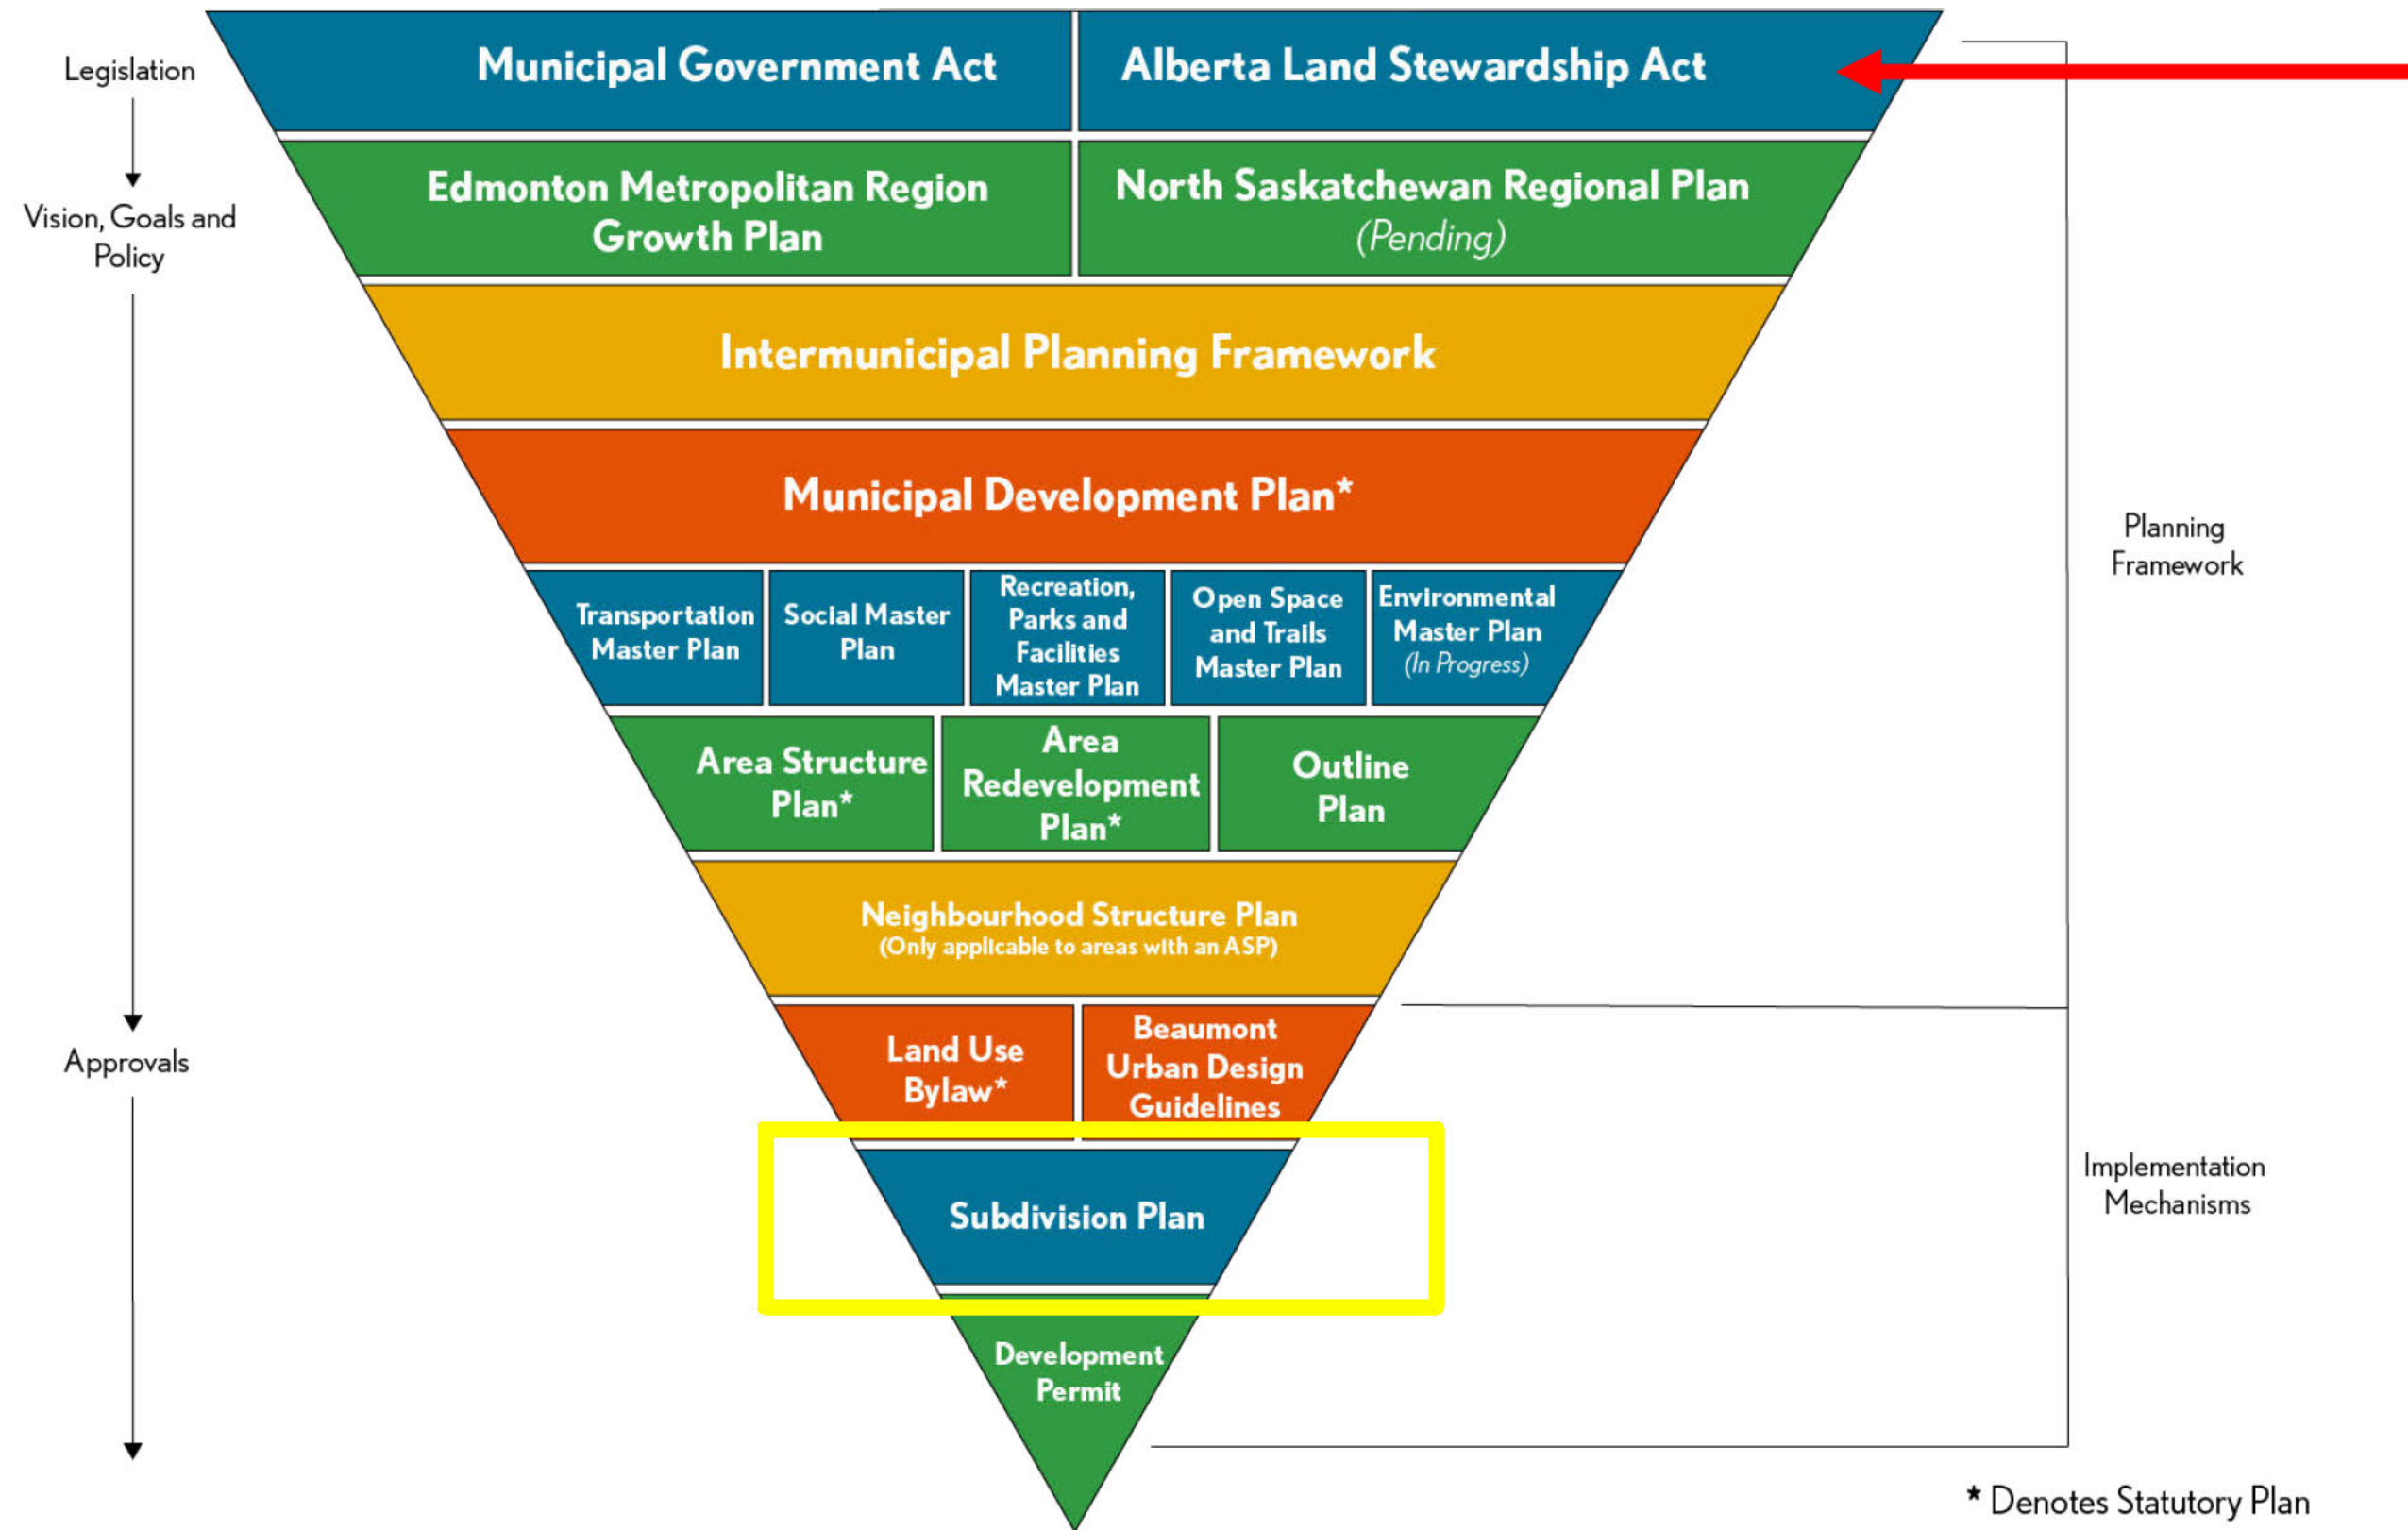 Legislation
Municipal Government Act
Alberta Land Stewardship Act
Vision, Goals and
Policy
Edmonton Metropolitan Region
Growth Plan
North Saskatchewan Regional Plan
(Pending)
Intermunicipal Planning Framework
Municipal Development Plan*
Planning
Framework
Transportation
Master Plan
Social Master
Plan
Recreation,
Parks and
Facilities
Master Plan
Open Space
and Trails
Master Plan
Environmental
Master Plan
(In Progress)
Area Structure
Plan*
Area
Redevelopment
Plan*
Outline
Plan
Neighbourhood Structure Plan
(Only applicable to areas with an ASP)
Approvals
Land Use
Bylaw*
Beaumont
Urban Design
Guidelines
Subdivision Plan
Implementation
Mechanisms
Development
Permit
* Denotes Statutory Plan